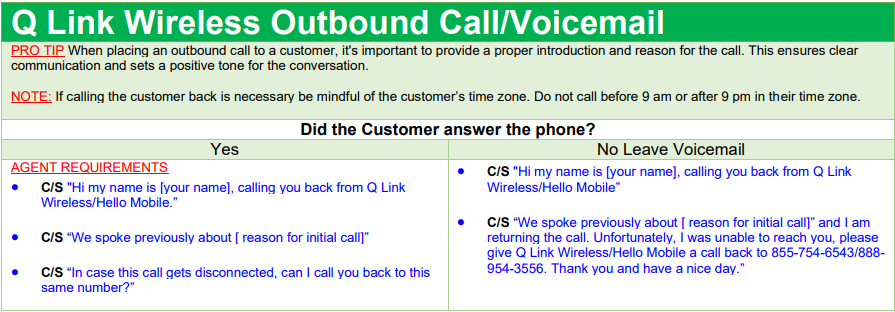 Q Link Wireless Outbound Call/Voicemail
PRO TIP When placing an outbound call to a customer, it's important to provide a proper introduction and reason for the call. This ensures clear
communication and sets a positive tone for the conversation.
NOTE: If calling the customer back is necessary be mindful of the customer's time zone. Do not call before 9 am or after 9 pm in their time zone.
Did the Customer answer the phone?
Yes
AGENT REQUIREMENTS
● C/S "Hi my name is [your name], calling you back from Q Link
Wireless/Hello Mobile.”
● C/S “We spoke previously about [ reason for initial call]”
● C/S “In case this call gets disconnected, can I call you back to this
same number?”
No Leave Voicemail
● C/S "Hi my name is [your name], calling you back from Q Link
Wireless/Hello Mobile”
● C/S “We spoke previously about [ reason for initial call]” and I am
returning the call. Unfortunately, I was unable to reach you, please
give Q Link Wireless/Hello Mobile a call back to 855-754-6543/888-
954-3556. Thank you and have a nice day.”